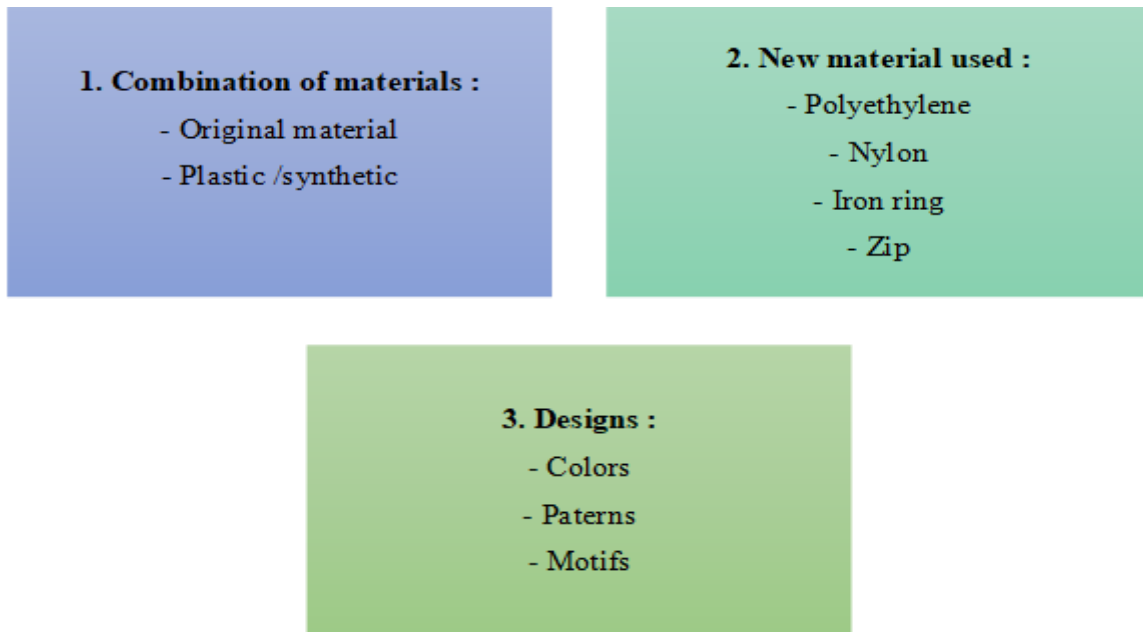 1. Combination of materials :
- Original material
- Plastic /synthetic
2. New material used :
- Polyethylene
- Nylon
- Iron ring
- Zip
3. Designs :
- Colors
- Paterns
- Motifs